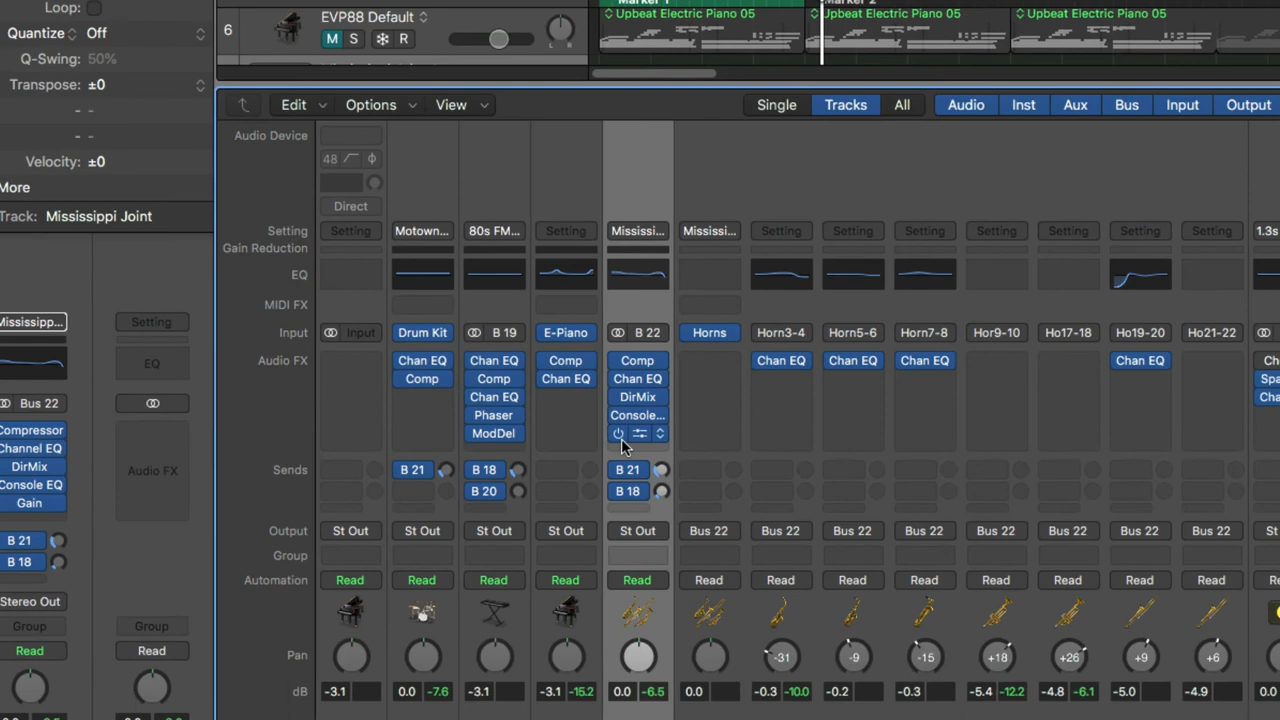 Loop:
Quantize Off
Q-Swing: 50%
Transpose: ±0
- -
- -
Velocity: ±0
More
Track: Mississippi Joint
6 EVP88 Default
M S R
L R
Marker 1 Marker 2
Upbeat Electric Piano 05 Upbeat Electric Piano 05 Upbeat Electric Piano 05
Edit Options View Single Tracks All Audio Inst Aux Bus Input Output
Audio Device
48
Direct
Setting Setting Motown... 80s FM... Setting Mississi... Mississi... Setting Setting Setting Setting Setting Setting Setting 1.3s
Gain Reduction
EQ
MIDI FX
Input Input Drum Kit B 19 E-Piano B 22 Horns Horn3-4 Horn5-6 Horn7-8 Hor9-10 Ho17-18 Ho19-20 Ho21-22
Audio FX Chan EQ Chan EQ Comp Comp Chan EQ Chan EQ Chan EQ Chan EQ Ch
Comp Comp Chan EQ Chan EQ Spa
Chan EQ DirMix Cha
Phaser Console...
ModDel
Sends B 21 B 18 B 21
B 20 B 18
Output St Out St Out St Out St Out St Out Bus 22 Bus 22 Bus 22 Bus 22 Bus 22 Bus 22 Bus 22 Bus 22 St
Group
Automation Read Read Read Read Read Read Read Read Read Read Read Read Read Re
Pan -31 -9 -15 +18 +26 +9 +6
dB -3.1 0.0 -7.6 -3.1 -3.1 -15.2 0.0 -6.5 0.0 -0.3 -10.0 -0.2 -0.3 -5.4 -12.2 -4.8 -6.1 -5.0 -4.9 0.0
Mississipp... Setting
EQ
Bus 22
Compressor
Channel EQ
DirMix Audio FX
Console EQ
Gain
B 21
B 18
Stereo Out
Group Group
Read Read